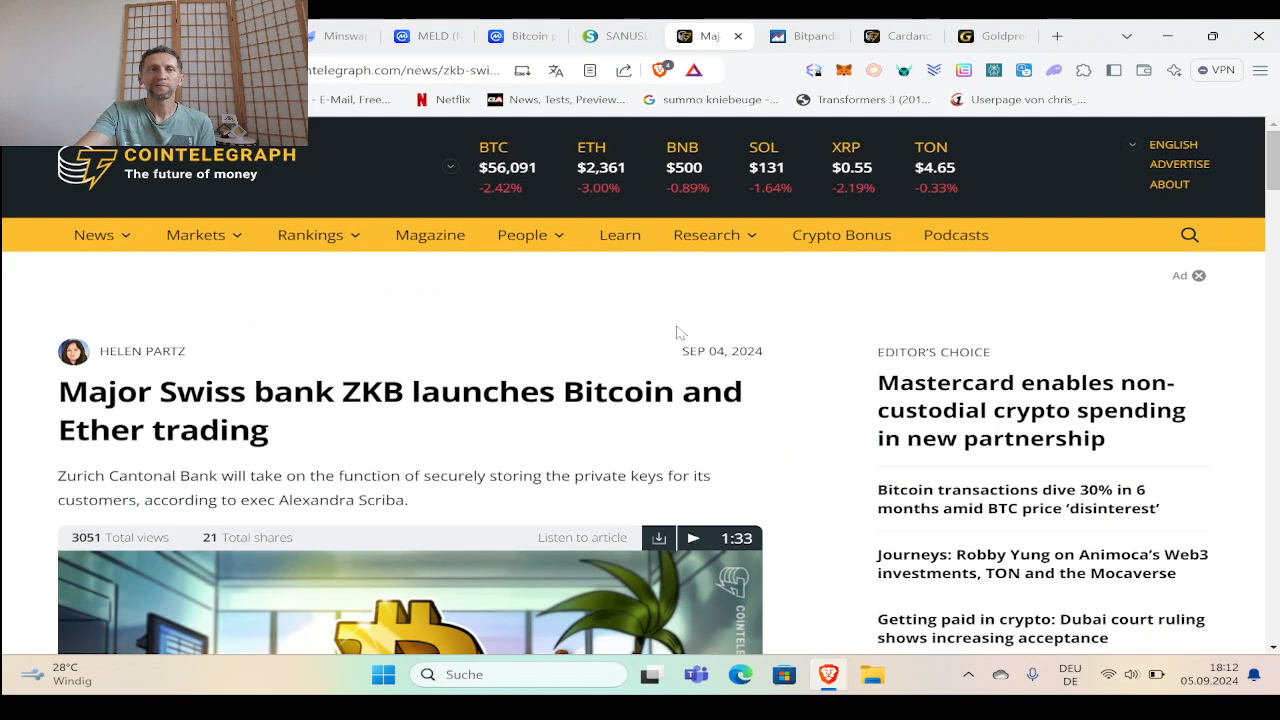 Minswap
MELD (M
Bitcoin p
SANUSL
Maj
Bitpand
Cardano
Goldprei
ntelegraph.com/news/zkb-swi...
4
VPN
- E-Mail, Free...
Netflix
GA
News, Tests, Preview...
summo kniebeuge -...
Transformers 3 (201...
Userpage von chris_...
COINTELEGRAPH
The future of money
BTC
$56,091
-2.42%
ETH
$2,361
-3.00%
BNB
$500
-0.89%
SOL
$131
-1.64%
XRP
$0.55
-2.19%
TON
$4.65
-0.33%
ENGLISH
ADVERTISE
ABOUT
News
Markets
Rankings
Magazine
People
Learn
Research
Crypto Bonus
Podcasts
Ad
HELEN PARTZ
SEP 04, 2024
Major Swiss bank ZKB launches Bitcoin and
Ether trading
Zurich Cantonal Bank will take on the function of securely storing the private keys for its
customers, according to exec Alexandra Scriba.
3051 Total views
21 Total shares
Listen to article
1:33
COINTELE
EDITOR'S CHOICE
Mastercard enables non-
custodial crypto spending
in new partnership
Bitcoin transactions dive 30% in 6
months amid BTC price ‘disinterest’
Journeys: Robby Yung on Animoca's Web3
investments, TON and the Mocaverse
Getting paid in crypto: Dubai court ruling
shows increasing acceptance
28°C
Windig
Suche
DEU
DE
18:12
05.09.2024